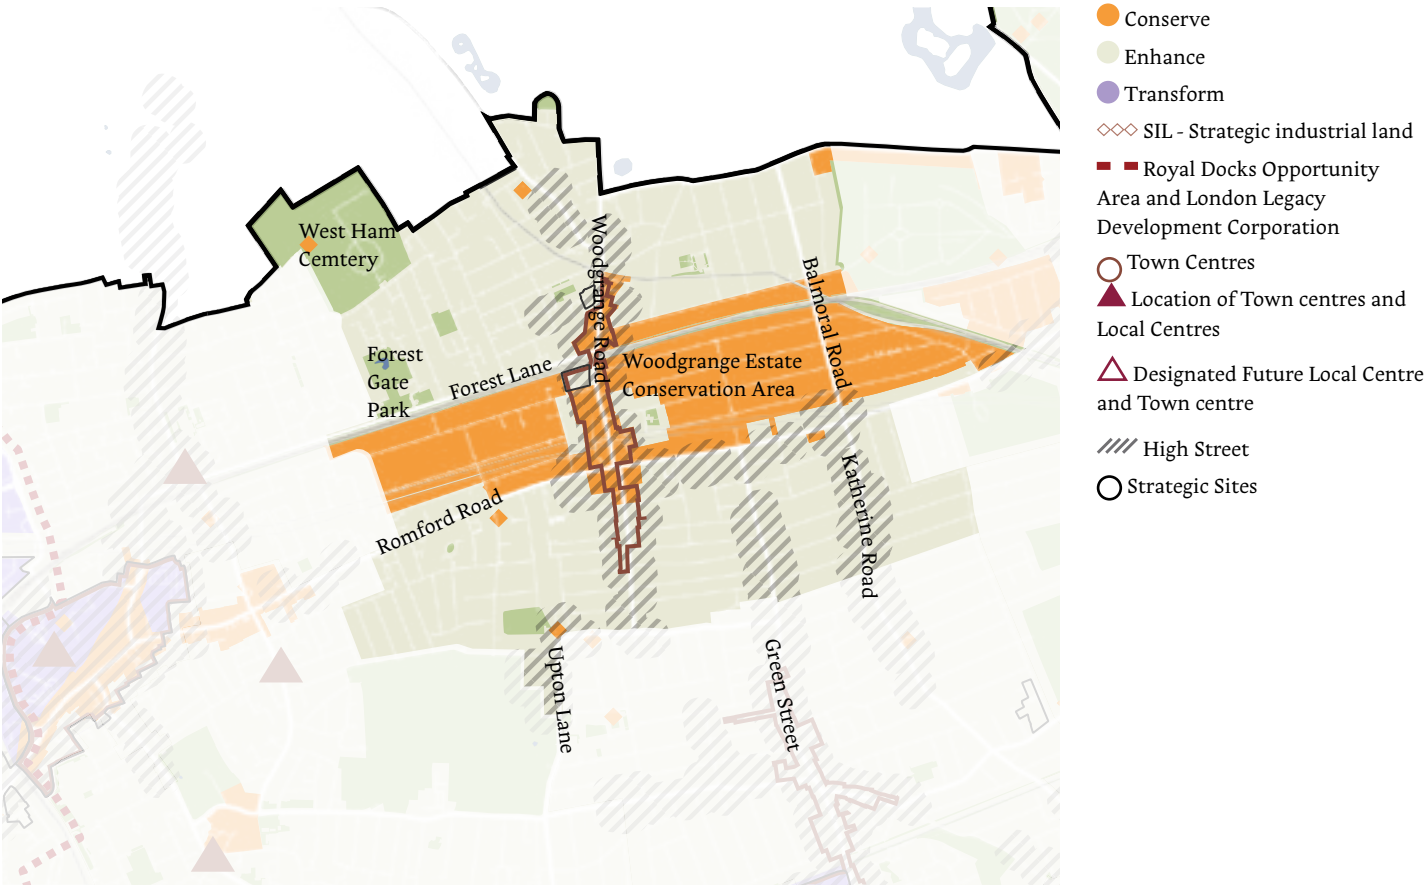 West Ham
Cemtery
Forest
Gate
Park
Forest Lane
Romford Road
Woodgrange Road
Woodgrange Estate
Conservation Area
Balmoral Road
Katherine Road
Upton Lane
Green Street
Conserve
Enhance
Transform
SIL - Strategic industrial land
Royal Docks Opportunity
Area and London Legacy
Development Corporation
Town Centres
Location of Town centres and
Local Centres
Designated Future Local Centre
and Town centre
High Street
Strategic Sites